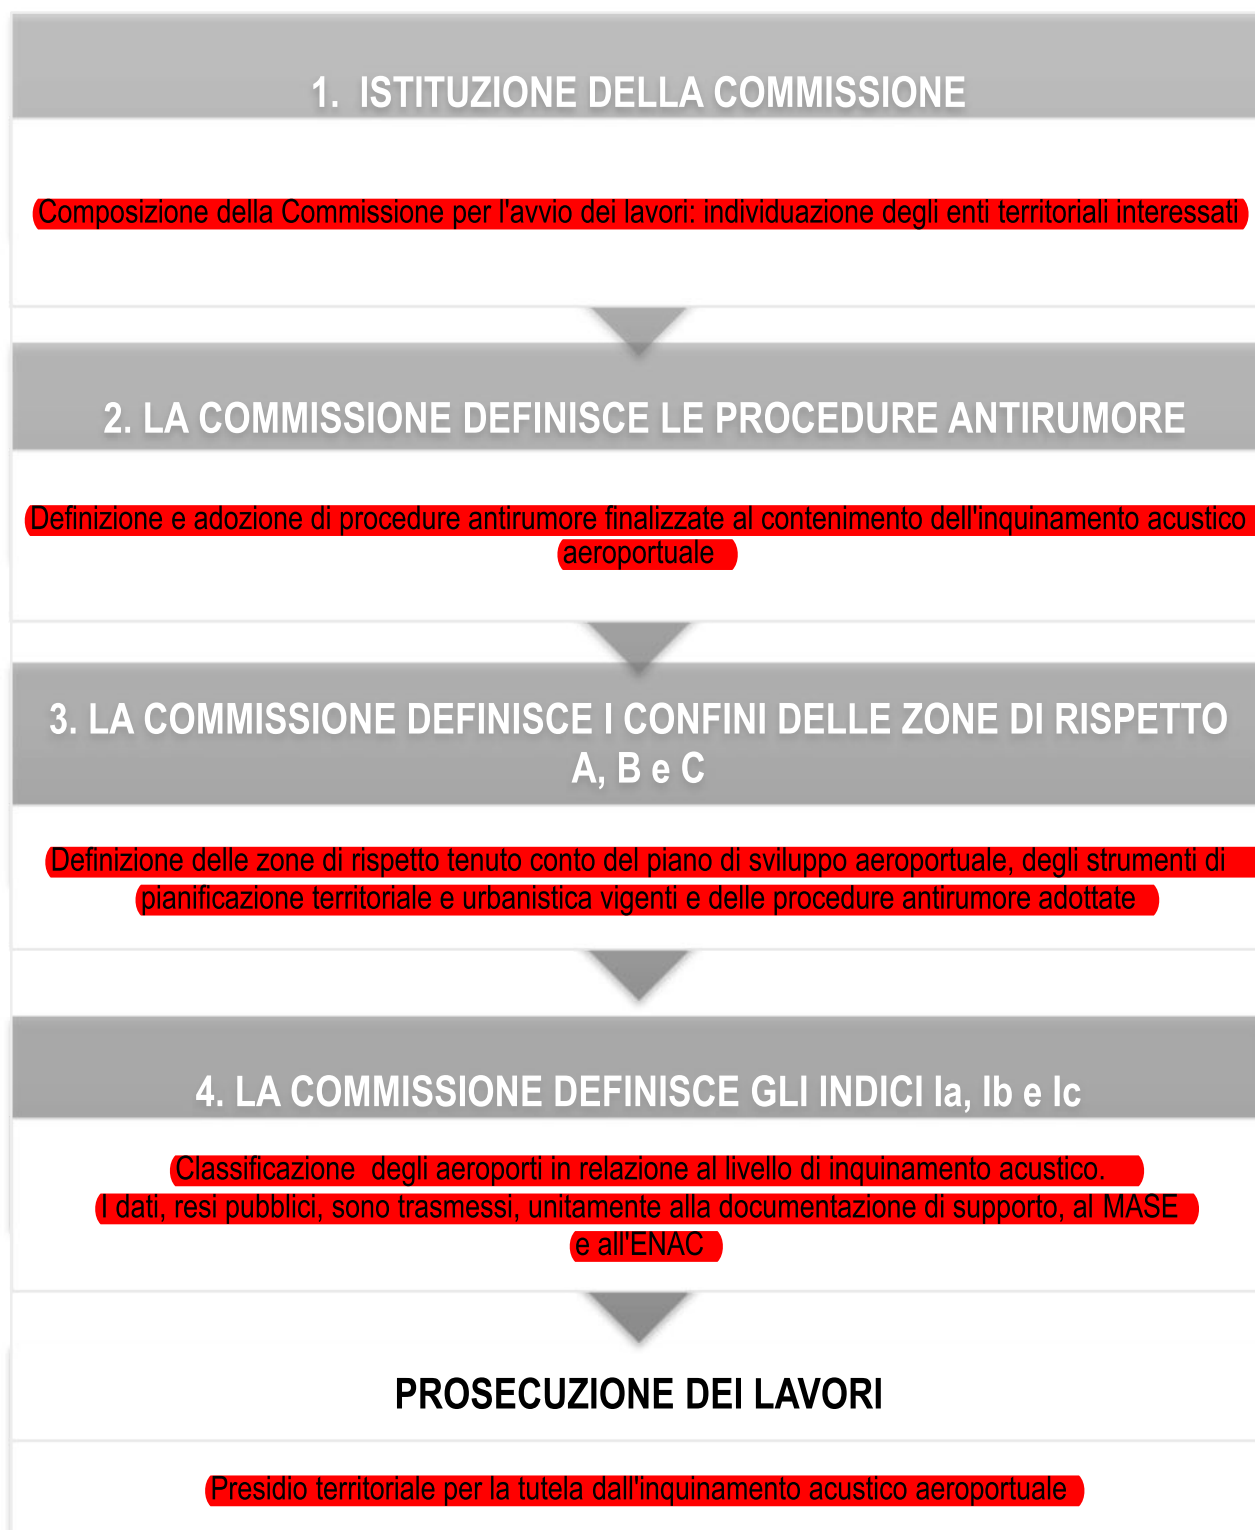 1. ISTITUZIONE DELLA COMMISSIONE
Composizione della Commissione per l'avvio dei lavori: individuazione degli enti territoriali interessati
2. LA COMMISSIONE DEFINISCE LE PROCEDURE ANTIRUMORE
Definizione e adozione di procedure antirumore finalizzate al contenimento dell'inquinamento acustico
aeroportuale
3. LA COMMISSIONE DEFINISCE I CONFINI DELLE ZONE DI RISPETTO
A, B e C
Definizione delle zone di rispetto tenuto conto del piano di sviluppo aeroportuale, degli strumenti di
pianificazione territoriale e urbanistica vigenti e delle procedure antirumore adottate
4. LA COMMISSIONE DEFINISCE GLI INDICI Ia, Ib e Ic
Classificazione degli aeroporti in relazione al livello di inquinamento acustico.
I dati, resi pubblici, sono trasmessi, unitamente alla documentazione di supporto, al MASE
e all'ENAC
PROSECUZIONE DEI LAVORI
Presidio territoriale per la tutela dall'inquinamento acustico aeroportuale